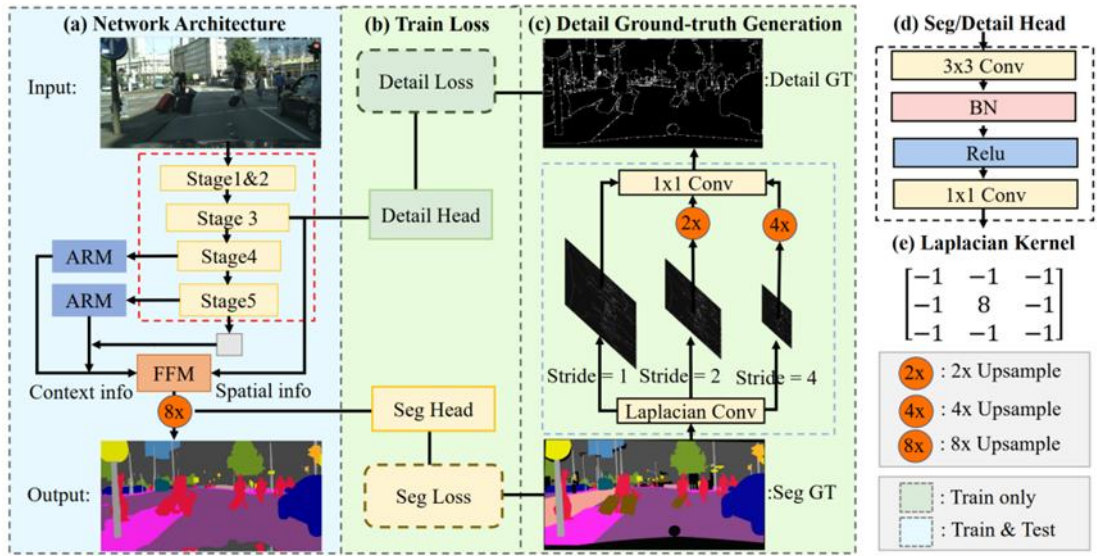 (a) Network Architecture
Input:
Stage1&2
Stage 3
Stage4
Stage5
ARM
ARM
FFM
Context info
Spatial info
8x
Output:
(b) Train Loss
Detail Loss
Detail Head
Seg Head
Seg Loss
(c) Detail Ground-truth Generation
:Detail GT
1x1 Conv
2x
4x
Stride = 1
Stride = 2
Stride = 4
Laplacian Conv
:Seg GT
(d) Seg/Detail Head
3x3 Conv
BN
Relu
1x1 Conv
(e) Laplacian Kernel
−1 −1 −1
−1 8 −1
−1 −1 −1
2x : 2x Upsample
4x : 4x Upsample
8x : 8x Upsample
: Train only
: Train & Test